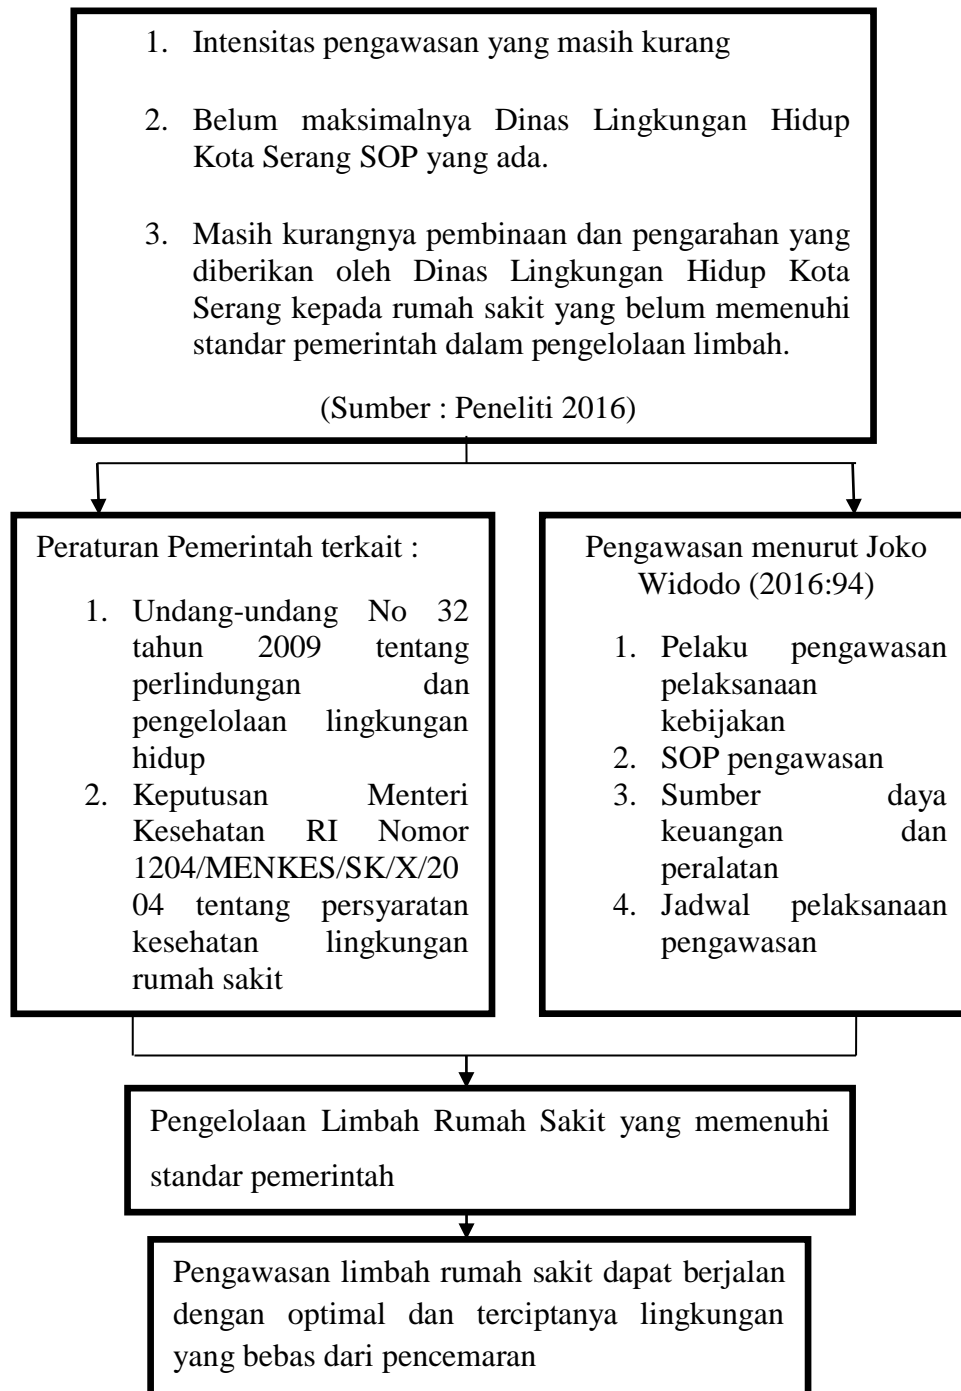 1. Intensitas pengawasan yang masih kurang
2. Belum maksimalnya Dinas Lingkungan Hidup
Kota Serang SOP yang ada.
3. Masih kurangnya pembinaan dan pengarahan yang
diberikan oleh Dinas Lingkungan Hidup Kota
Serang kepada rumah sakit yang belum memenuhi
standar pemerintah dalam pengelolaan limbah.
(Sumber : Peneliti 2016)
Peraturan Pemerintah terkait :
1. Undang-undang No 32
tahun 2009 tentang
perlindungan dan
pengelolaan lingkungan
hidup
2. Keputusan Menteri
Kesehatan RI Nomor
1204/MENKES/SK/X/20
04 tentang persyaratan
kesehatan lingkungan
rumah sakit
Pengawasan menurut Joko
Widodo (2016:94)
1. Pelaku pengawasan
pelaksanaan
kebijakan
2. SOP pengawasan
3. Sumber daya
keuangan dan
peralatan
4. Jadwal pelaksanaan
pengawasan
Pengelolaan Limbah Rumah Sakit yang memenuhi
standar pemerintah
Pengawasan limbah rumah sakit dapat berjalan
dengan optimal dan terciptanya lingkungan
yang bebas dari pencemaran